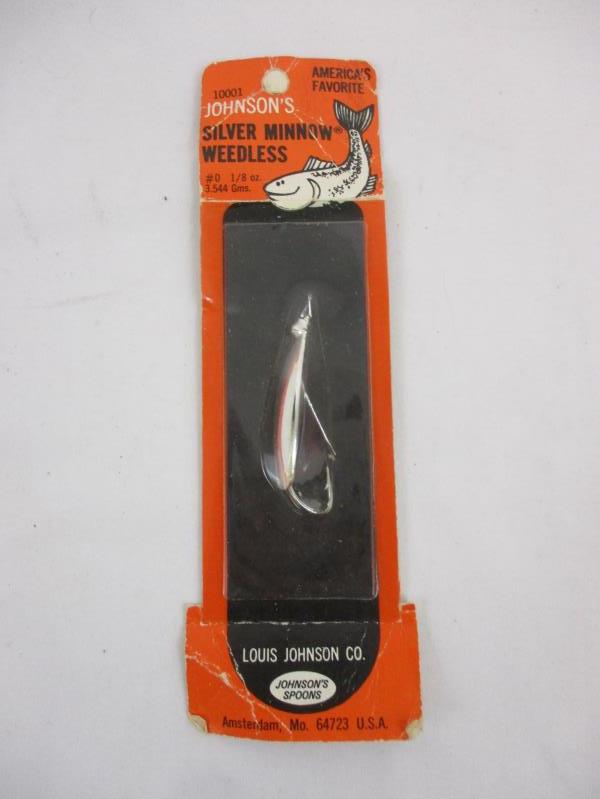 10001
AMERICA'S
FAVORITE
JOHNSON'S
SILVER MINNOW®
WEEDLESS
#0 1/8 oz.
3.544 Gms.
LOUIS JOHNSON CO.
JOHNSON'S
SPOONS
Amsterdam, Mo. 64723 U.S.A.